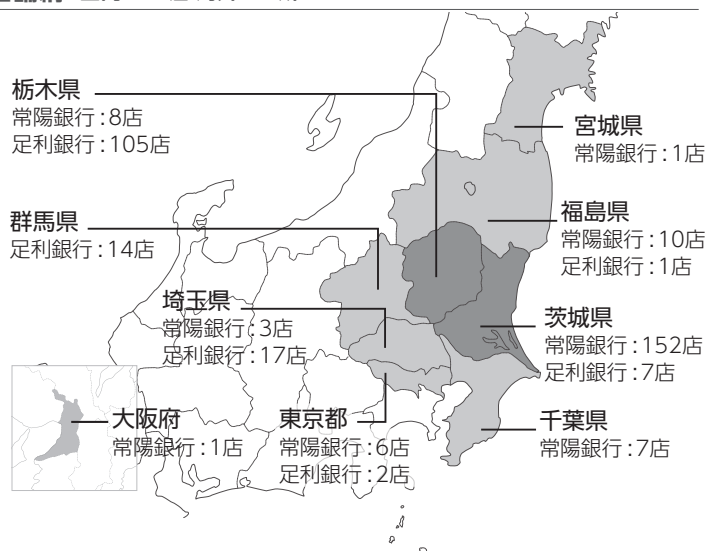 栃木県
常陽銀行:8店
足利銀行:105店
宮城県
常陽銀行:1店
群馬県
足利銀行:14店
福島県
常陽銀行:10店
足利銀行:1店
埼玉県
常陽銀行:3店
足利銀行:17店
茨城県
常陽銀行:152店
足利銀行:7店
大阪府
常陽銀行:1店
東京都
常陽銀行:6店
足利銀行:2店
千葉県
常陽銀行:7店